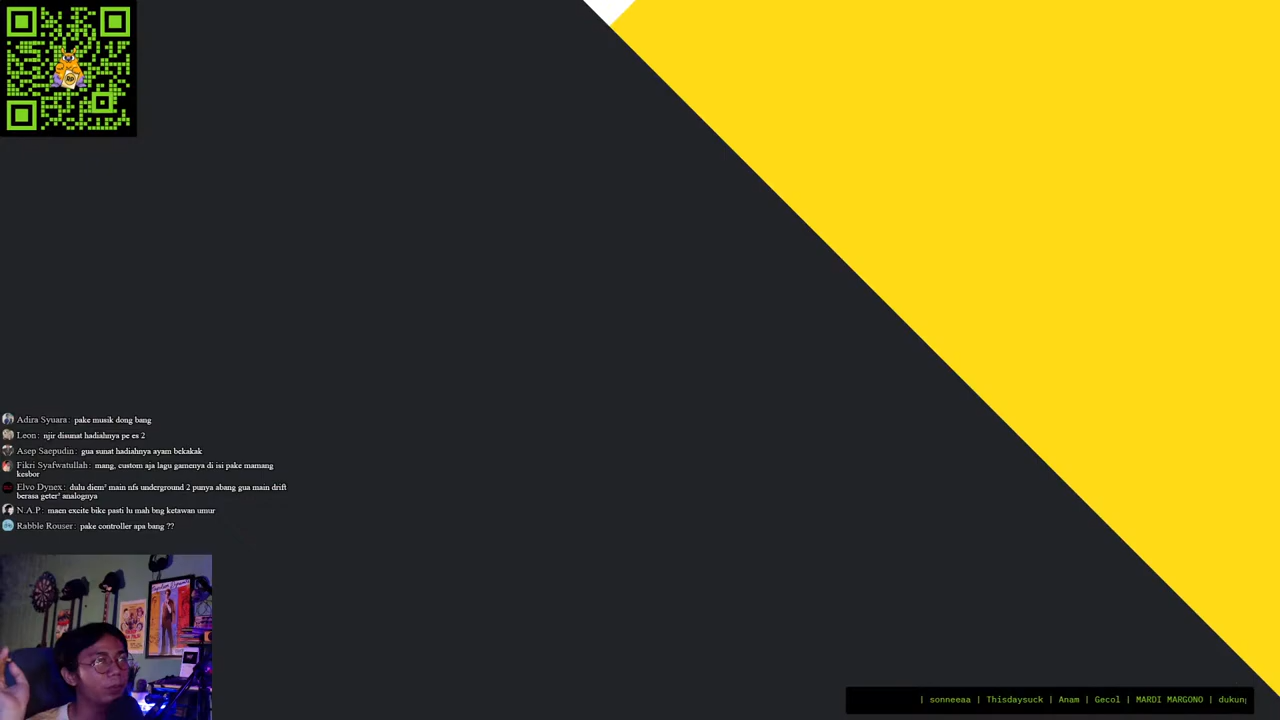 Adira Syuara: pake musik dong bang
Leon: njir disunat hadiahnya pe es 2
Asep Saepudin: gua sunat hadiahnya ayam bekakak
Fikri Syafwatullah: mang, custom aja lagu gamenya di isi pake mamang
kesbor
Elvo Dynex: dulu diem² main nfs underground 2 punya abang gua main drift
berasa geter² analognya
N.A.P: maen excite bike pasti lu mah bng ketawan umur
Rabble Rouser: pake controller apa bang ??
| sonneeaa | Thisdaysuck | Anam | Gecol | MARDI MARGONO | dukun